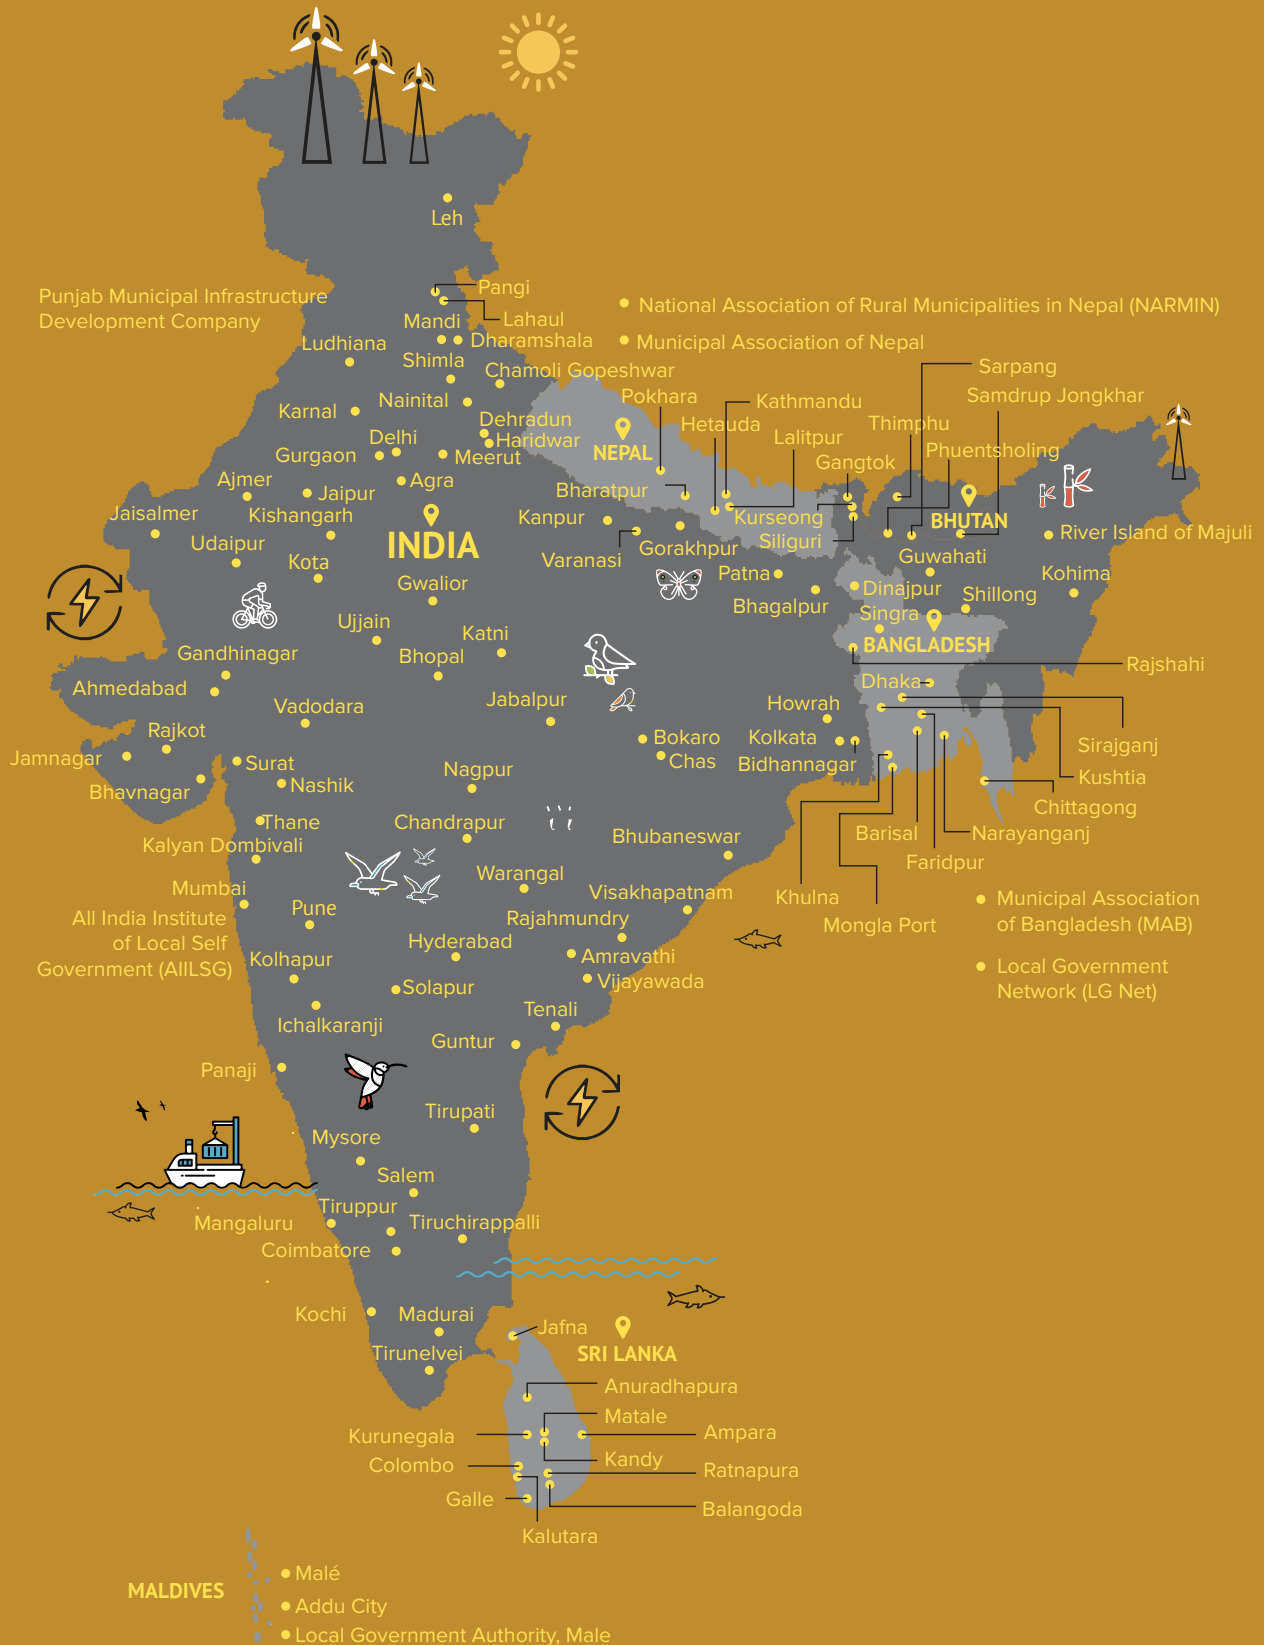 Leh
Pangi
Punjab Municipal Infrastructure
Development Company
National Association of Rural Municipalities in Nepal (NARMIN)
Lahaul
Mandi
Dharamshala
Municipal Association of Nepal
Ludhiana
Shimla
Chamoli Gopeshwar
Sarpang
Samdrup Jongkhar
Pokhara
Kathmandu
Nainital
Karnal
Dehradun
Hetauda
Thimphu
Delhi
Haridwar
Lalitpur
NEPAL
Phuentsholing
Gurgaon
Meerut
Gangtok
Ajmer
Jaipur
Agra
Bharatpur
Jaisalmer
Kishangarh
Kanpur
Kurseong
BHUTAN
River Island of Majuli
Udaipur
INDIA
Varanasi
Gorakhpur
Siliguri
Guwahati
Kota
Gwalior
Patna
Dinajpur
Kohima
Bhagalpur
Shillong
Singra
Ujjain
Katni
BANGLADESH
Gandhinagar
Bhopal
Rajshahi
Ahmedabad
Dhaka
Vadodara
Jabalpur
Howrah
Rajkot
Bokaro
Kolkata
Sirajganj
Jamnagar
Surat
Chas
Bidhannagar
Nagpur
Kushtia
Bhavnagar
Nashik
Chittagong
Thane
Chandrapur
Bhubaneswar
Barisal
Narayanganj
Kalyan Dombivali
Faridpur
Warangal
Mumbai
Visakhapatnam
Khulna
Municipal Association
of Bangladesh (MAB)
Pune
Rajahmundry
Mongla Port
All India Institute
of Local Self
Government (AIILSG)
Hyderabad
Kolhapur
Amravathi
Local Government
Network (LG Net)
Solapur
Vijayawada
Ichalkaranji
Tenali
Guntur
Panaji
Tirupati
Mysore
Salem
Tiruppur
Mangaluru
Tiruchirappalli
Coimbatore
Kochi
Madurai
Jafna
Tirunelvei
SRI LANKA
Anuradhapura
Matale
Kurunegala
Ampara
Colombo
Kandy
Ratnapura
Galle
Balangoda
Kalutara
MALDIVES
Malé
Addu City
Local Government Authority, Male